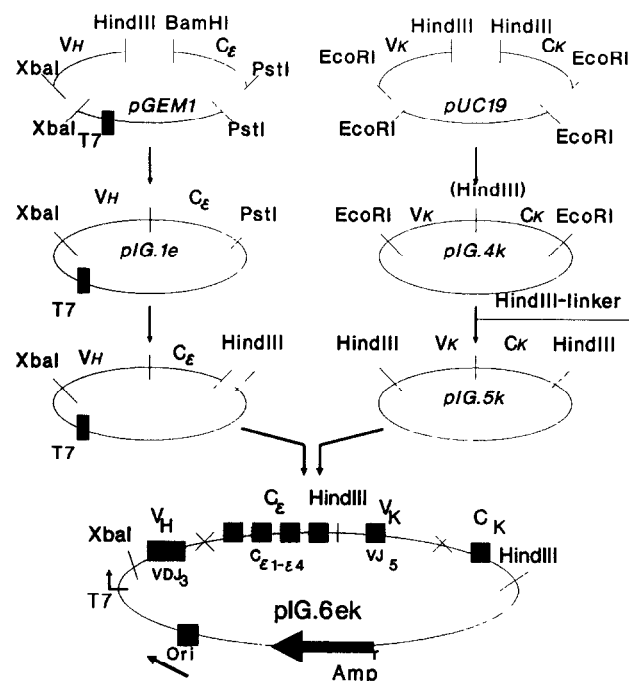 HindIII BamHI
VH Cε
XbaI PstI
pGEM1
XbaI T7 PstI
HindIII HindIII
Vκ Cκ
EcoRI EcoRI
pUC19
EcoRI EcoRI
VH Cε
XbaI PstI
pIG.1e
T7
(HindIII)
EcoRI Vκ Cκ EcoRI
pIG.4k
HindIII-linker
XbaI VH Cε HindIII
T7
HindIII Vκ Cκ HindIII
pIG.5k
XbaI VH Cε HindIII VK CK
VDJ3 Cε1-ε4 VJ5 HindIII
T7
pIG.6ek
Ori Ampr